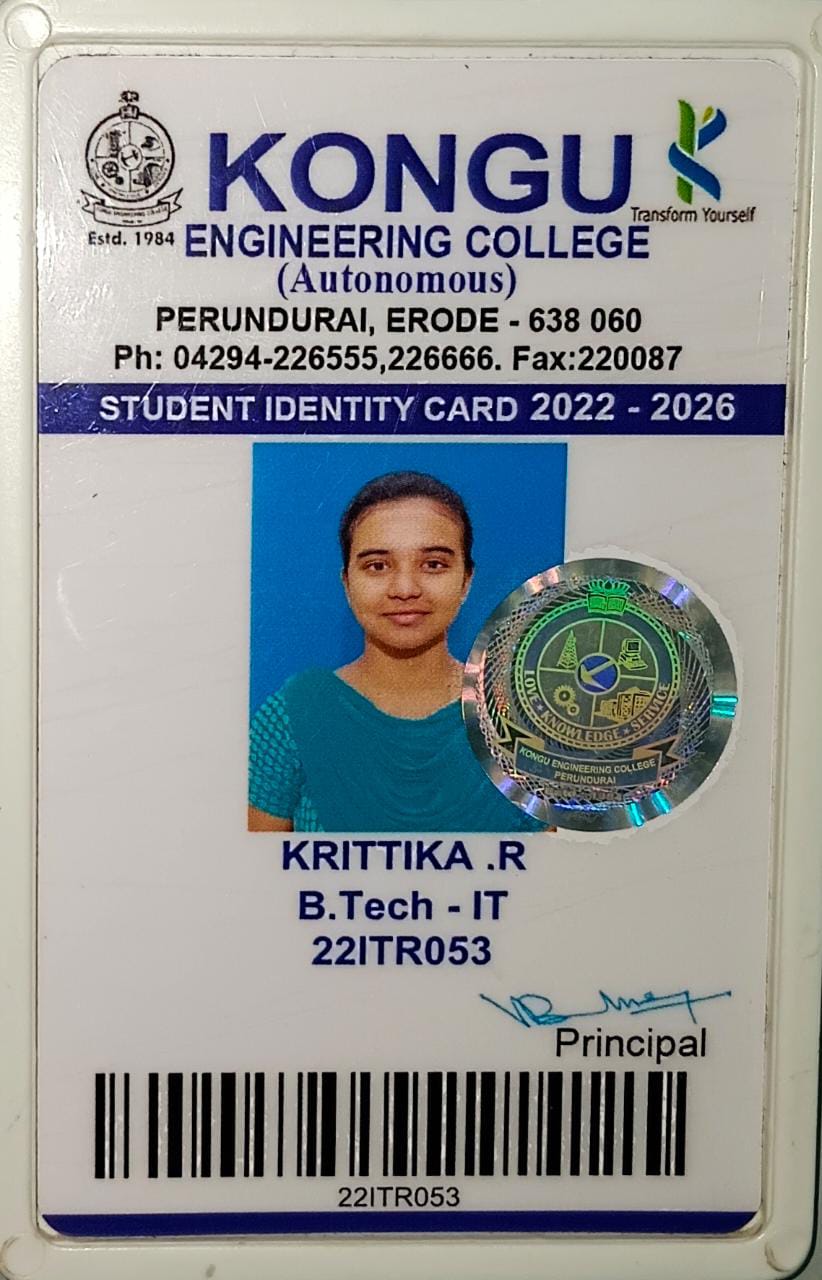 KONGU
Transform Yourself
Estd. 1984
ENGINEERING COLLEGE
(Autonomous)
PERUNDURAI, ERODE - 638 060
Ph: 04294-226555,226666. Fax:220087
STUDENT IDENTITY CARD 2022 - 2026
LOVE ★ KNOWLEDGE ★ SERVICE
KONGU ENGINEERING COLLEGE
PERUNDURAI
KRITTIKA .R
B.Tech - IT
22ITR053
Principal
22ITR053